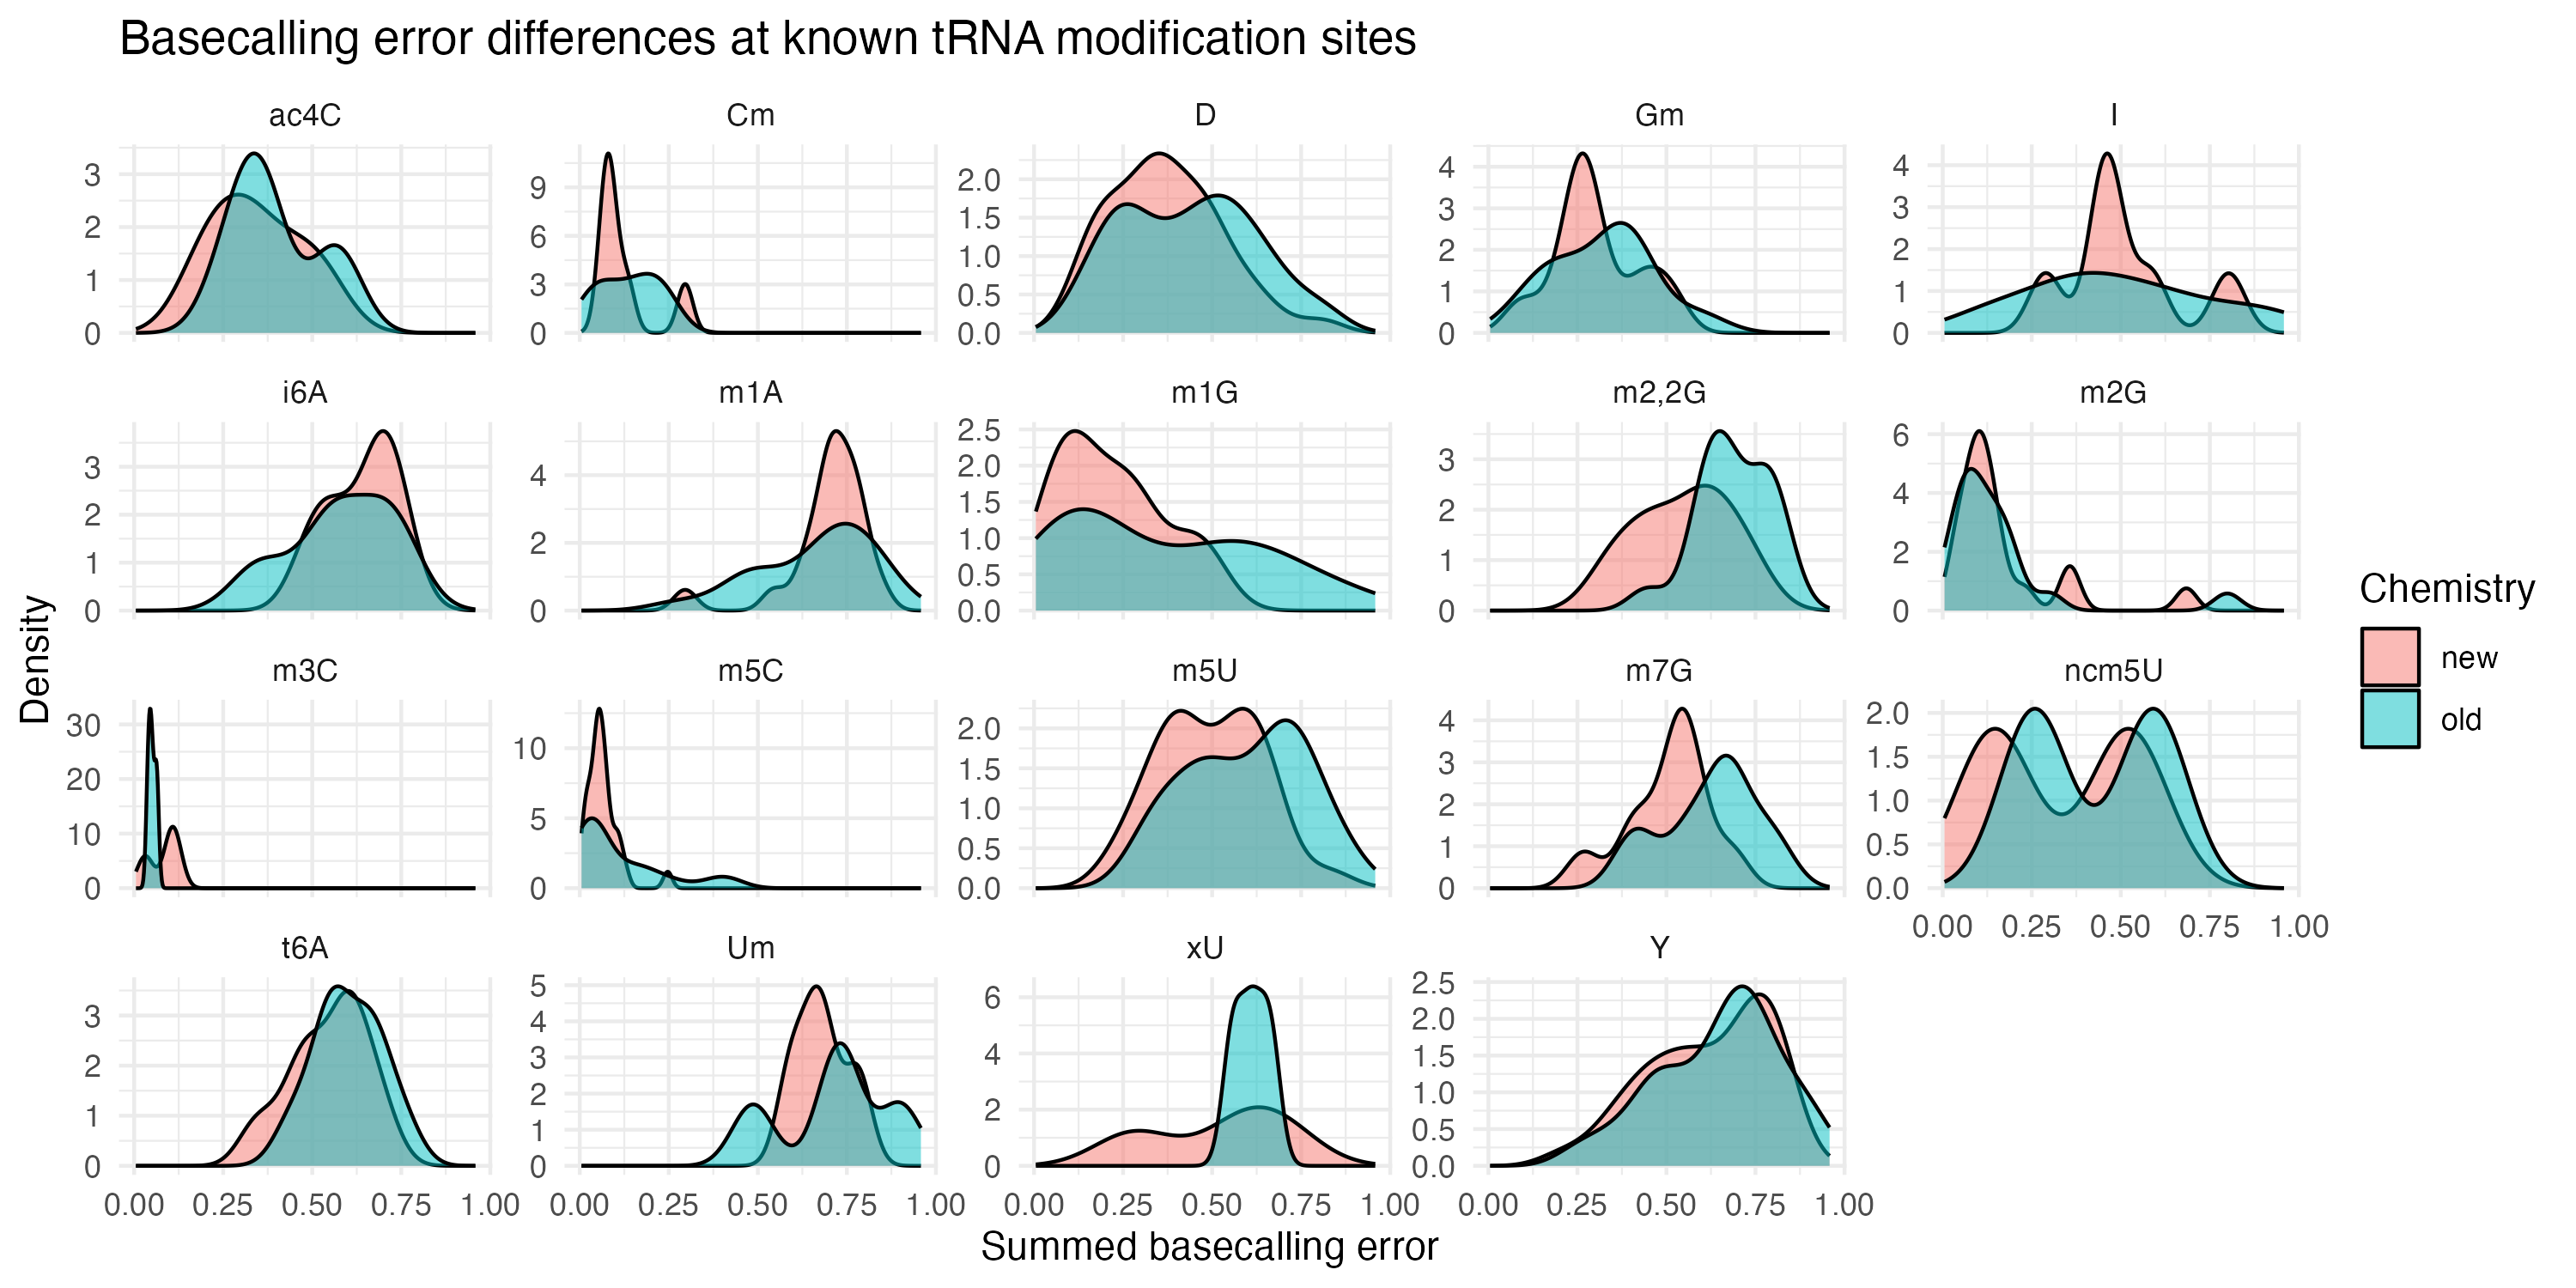 Basecalling error differences at known tRNA modification sites
ac4C Cm D Gm I
3 2 1 0
9 6 3 0
2.0 1.5 1.0 0.5 0.0
4 3 2 1 0
4 3 2 1 0
i6A m1A m1G m2,2G m2G
3 2 1 0
4 2 0
2.5 2.0 1.5 1.0 0.5 0.0
3 2 1 0
6 4 2 0
Density
Chemistry
new
old
m3C m5C m5U m7G ncm5U
30 20 10 0
10 5 0
2.0 1.5 1.0 0.5 0.0
4 3 2 1 0
2.0 1.5 1.0 0.5 0.0
0.00 0.25 0.50 0.75 1.00
t6A Um xU Y
3 2 1 0
5 4 3 2 1 0
6 4 2 0
2.5 2.0 1.5 1.0 0.5 0.0
0.00 0.25 0.50 0.75 1.00 0.00 0.25 0.50 0.75 1.00 0.00 0.25 0.50 0.75 1.00 0.00 0.25 0.50 0.75 1.00
Summed basecalling error